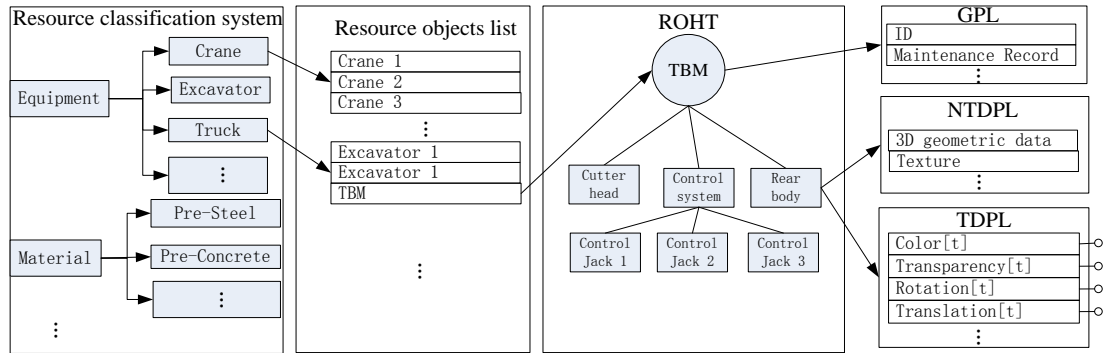 Resource classification system
Equipment
Crane
Excavator
Truck
⋮
Material
Pre-Steel
Pre-Concrete
⋮
⋮
Resource objects list
Crane 1
Crane 2
Crane 3
⋮
Excavator 1
Excavator 1
TBM
⋮
ROHT
TBM
Cutter
head
Control
system
Rear
body
Control
Jack 1
Control
Jack 2
Control
Jack 3
GPL
ID
Maintenance Record
⋮
NTDPL
3D geometric data
Texture
⋮
TDPL
Color[t]
Transparency[t]
Rotation[t]
Translation[t]
⋮